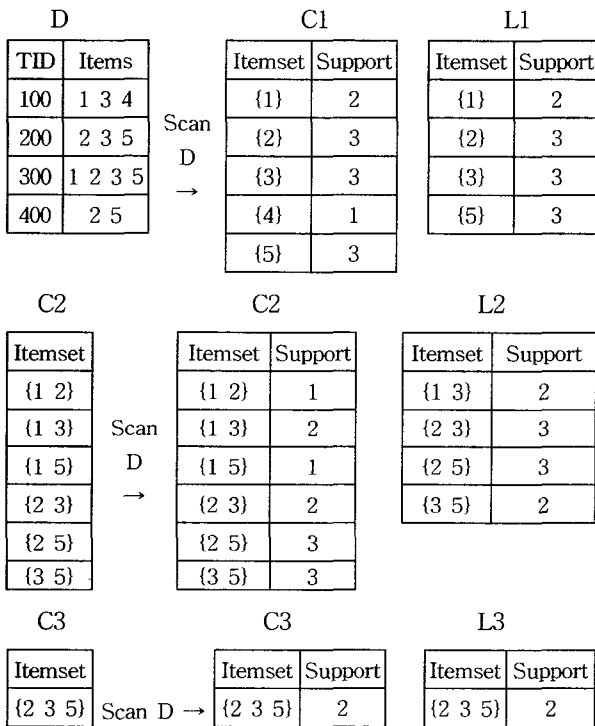 D C1 L1
TID Items Itemset Support Itemset Support
100 1 3 4 {1} 2 {1} 2
200 2 3 5 Scan D → {2} 3 {2} 3
300 1 2 3 5 {3} 3 {3} 3
400 2 5 {4} 1 {5} 3
{5} 3
C2 C2 L2
Itemset Itemset Support Itemset Support
{1 2} {1 2} 1 {1 3} 2
{1 3} Scan D → {1 3} 2 {2 3} 3
{1 5} {1 5} 1 {2 5} 3
{2 3} {2 3} 2 {3 5} 2
{2 5} {2 5} 3
{3 5} {3 5} 3
C3 C3 L3
Itemset Itemset Support Itemset Support
{2 3 5} Scan D → {2 3 5} 2 {2 3 5} 2